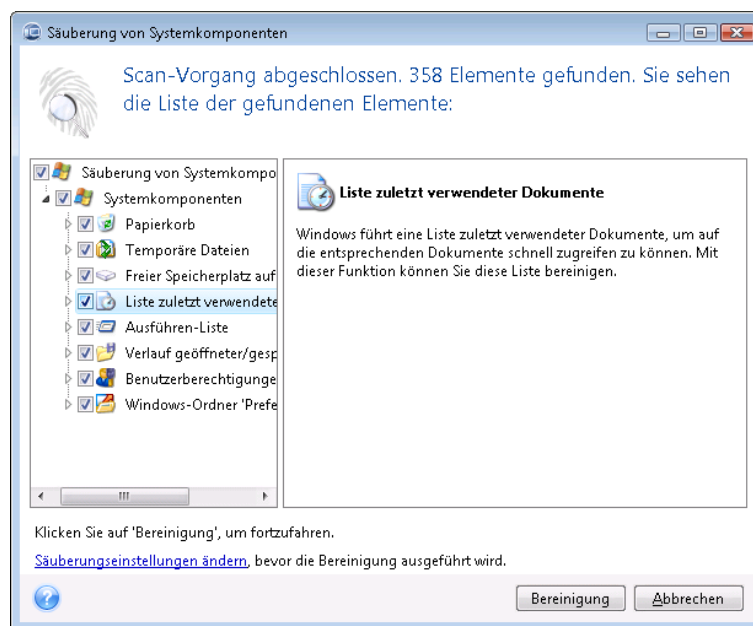 Säuberung von Systemkomponenten
Scan-Vorgang abgeschlossen. 358 Elemente gefunden. Sie sehen
die Liste der gefundenen Elemente:
Säuberung von Systemkompo
Systemkomponenten
Papierkorb
Temporäre Dateien
Freier Speicherplatz auf
Liste zuletzt verwendete
Ausführen-Liste
Verlauf geöffneter/gesp
Benutzerberechtigunge
Windows-Ordner 'Prefe
Liste zuletzt verwendeter Dokumente
Windows führt eine Liste zuletzt verwendeter Dokumente, um auf
die entsprechenden Dokumente schnell zugreifen zu können. Mit
dieser Funktion können Sie diese Liste bereinigen.
Klicken Sie auf 'Bereinigung', um fortzufahren.
Säuberungseinstellungen ändern, bevor die Bereinigung ausgeführt wird.
Bereinigung
Abbrechen